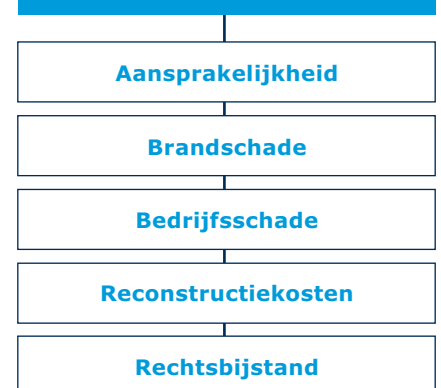 Aansprakelijkheid
Brandschade
Bedrijfsschade
Reconstructiekosten
Rechtsbijstand